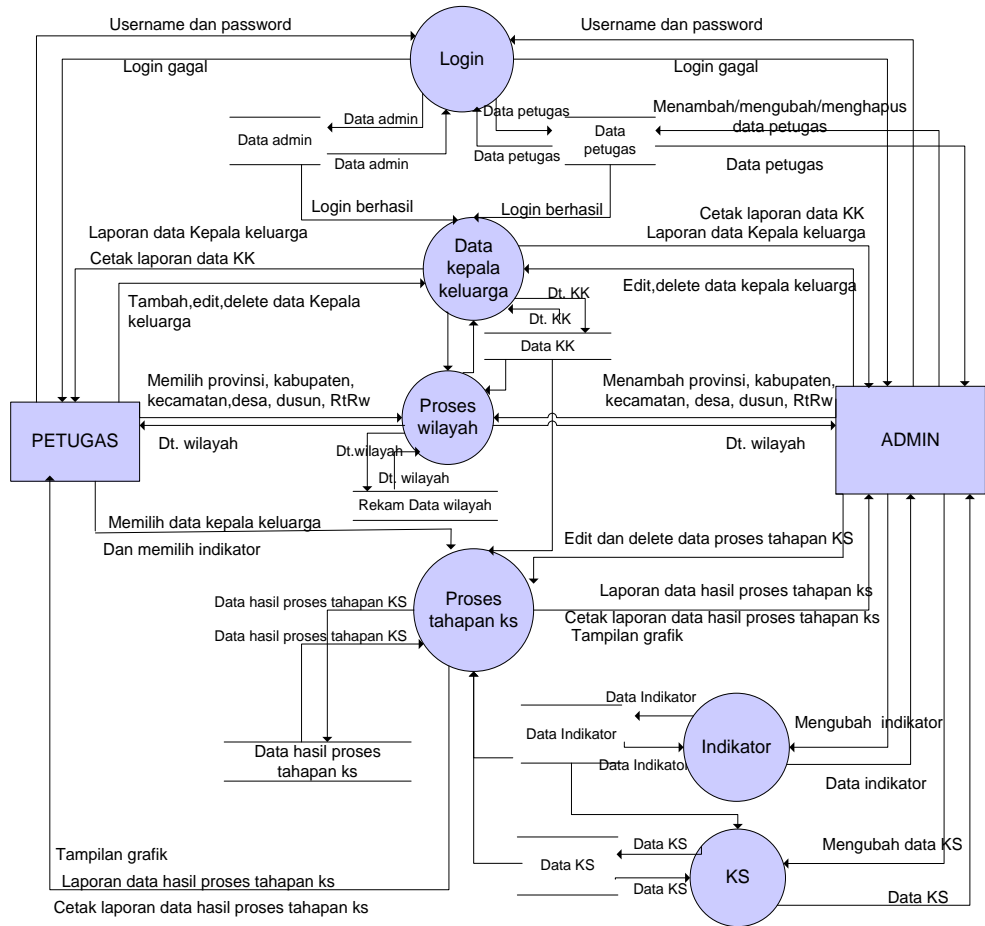 Username dan password
Username dan password
Login
Login gagal
Login gagal
Data petugas
Menambah/mengubah/menghapus
data petugas
Data admin
Data admin
Data admin
Data
petugas
Data petugas
Data petugas
Login berhasil
Login berhasil
Cetak laporan data KK
Laporan data Kepala keluarga
Laporan data Kepala keluarga
Cetak laporan data KK
Data
kepala
keluarga
Tambah,edit,delete data Kepala
keluarga
Edit,delete data kepala keluarga
Dt. KK
Dt. KK
Data KK
Memilih provinsi, kabupaten,
kecamatan,desa, dusun, RtRw
Menambah provinsi, kabupaten,
kecamatan, desa, dusun, RtRw
Proses
wilayah
PETUGAS
ADMIN
Dt. wilayah
Dt.wilayah
Dt. wilayah
Dt. wilayah
Rekam Data wilayah
Memilih data kepala keluarga
Dan memilih indikator
Edit dan delete data proses tahapan KS
Proses
tahapan ks
Laporan data hasil proses tahapan ks
Cetak laporan data hasil proses tahapan ks
Tampilan grafik
Data hasil proses tahapan KS
Data hasil proses tahapan KS
Data hasil proses
tahapan ks
Data Indikator
Data Indikator
Data Indikator
Indikator
Mengubah indikator
Data indikator
Data KS
Data KS
Data KS
KS
Mengubah data KS
Data KS
Tampilan grafik
Laporan data hasil proses tahapan ks
Cetak laporan data hasil proses tahapan ks